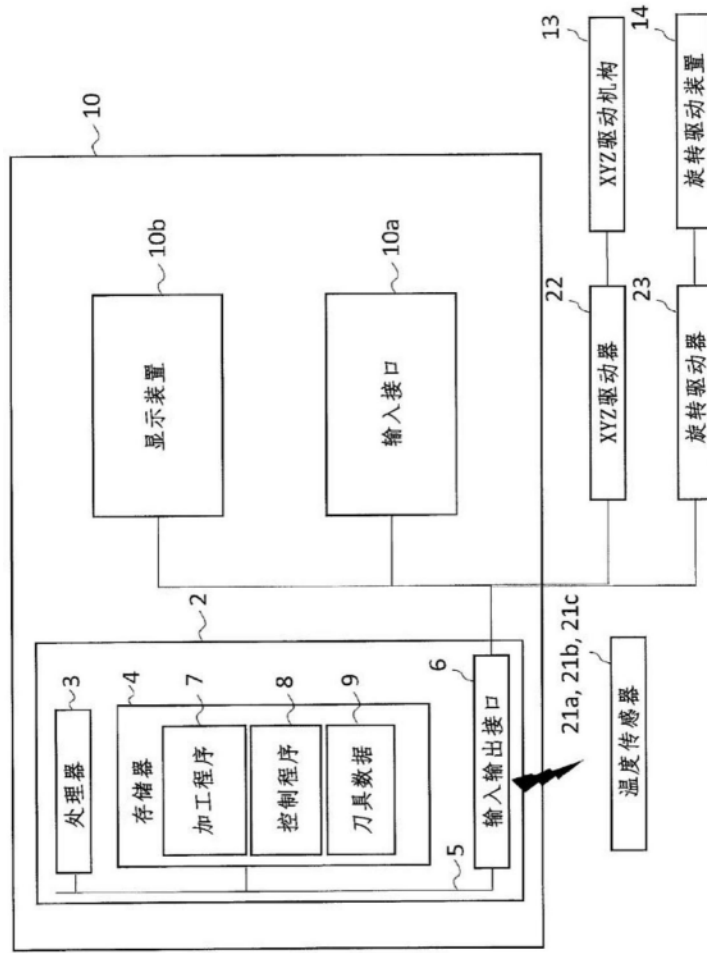 10
2
处理器
3
存储器
4
加工程序
7
控制程序
8
刀具数据
9
5
输入输出接口
6
显示装置
10b
输入接口
10a
温度传感器
21a, 21b, 21c
XYZ驱动器
22
XYZ驱动机构
13
旋转驱动器
23
旋转驱动装置
14